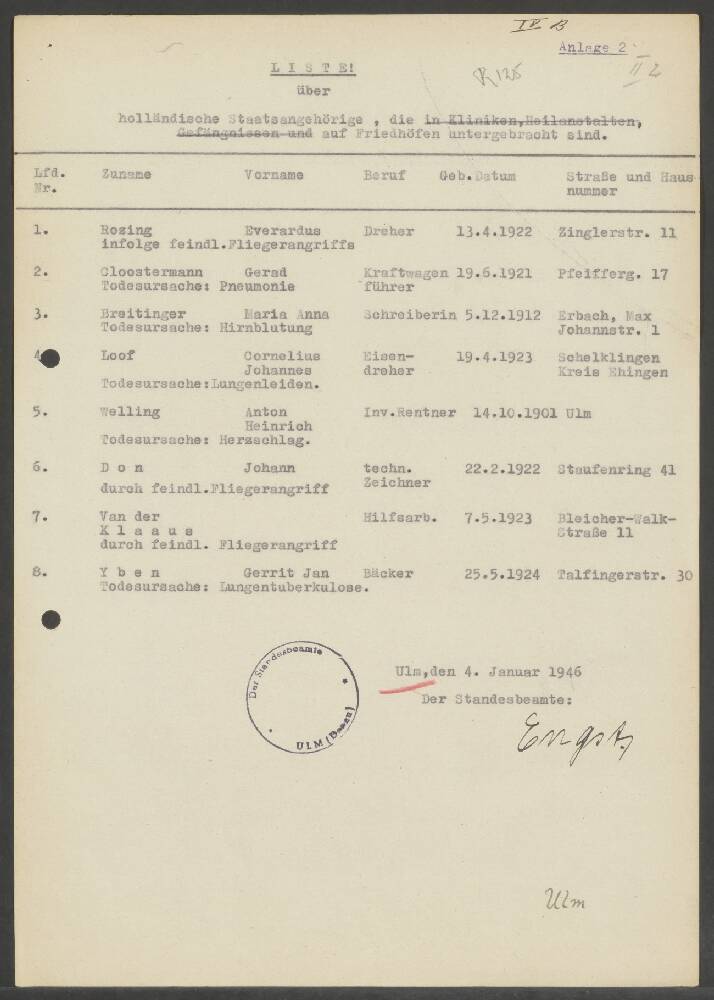 IV B
Anlage 2
II 2
R 125
L I S T E!
über
holländische Staatsangehörige , die in Kliniken,Heilanstalten,
Gefängnissen und auf Friedhöfen untergebracht sind.
Lfd. Zuname Vorname Beruf Geb.Datum Straße und Haus
Nr. nummer
1. Rozing Everardus Dreher 13.4.1922 Zinglerstr. 11
infolge feindl.Fliegerangriffs
2. Cloostermann Gerad Kraftwagen 19.6.1921 Pfeifferg. 17
Todesursache: Pneumonie führer
3. Breitinger Maria Anna Schreiberin 5.12.1912 Erbach, Max
Todesursache: Hirnblutung Johannstr. 1
4. Loof Cornelius Eisen- 19.4.1923 Schelklingen
Johannes dreher Kreis Ehingen
Todesursache:Lungenleiden.
5. Welling Anton Inv.Rentner 14.10.1901 Ulm
Heinrich
Todesursache: Herzschlag.
6. D o n Johann techn. 22.2.1922 Staufenring 41
Zeichner
durch feindl.Fliegerangriff
7. Van der Hilfsarb. 7.5.1923 Bleicher-Walk-
K l a a u s Straße 11
durch feindl. Fliegerangriff
8. Y b e n Gerrit Jan Bäcker 25.5.1924 Talfingerstr. 30
Todesursache: Lungentuberkulose.
Der Standesbeamte
ULM (Donau)
Ulm,den 4. Januar 1946
Der Standesbeamte:
Engst
Ulm